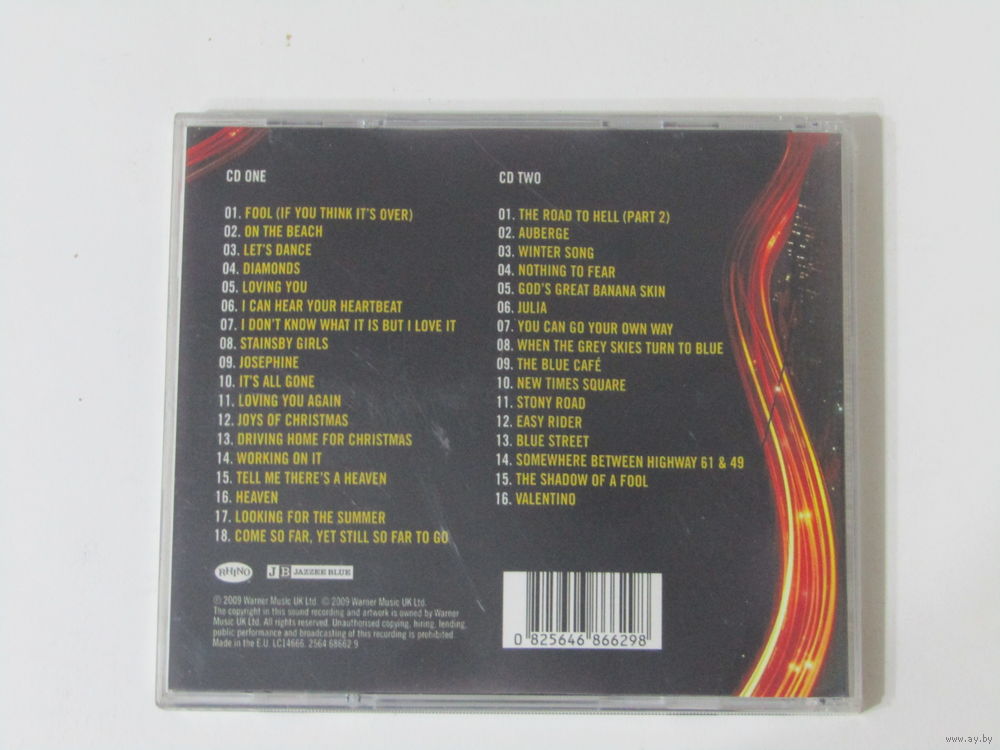 CD ONE
01. FOOL (IF YOU THINK IT'S OVER)
02. ON THE BEACH
03. LET'S DANCE
04. DIAMONDS
05. LOVING YOU
06. I CAN HEAR YOUR HEARTBEAT
07. I DON'T KNOW WHAT IT IS BUT I LOVE IT
08. STAINSBY GIRLS
09. JOSEPHINE
10. IT'S ALL GONE
11. LOVING YOU AGAIN
12. JOYS OF CHRISTMAS
13. DRIVING HOME FOR CHRISTMAS
14. WORKING ON IT
15. TELL ME THERE'S A HEAVEN
16. HEAVEN
17. LOOKING FOR THE SUMMER
18. COME SO FAR, YET STILL SO FAR TO GO
CD TWO
01. THE ROAD TO HELL (PART 2)
02. AUBERGE
03. WINTER SONG
04. NOTHING TO FEAR
05. GOD'S GREAT BANANA SKIN
06. JULIA
07. YOU CAN GO YOUR OWN WAY
08. WHEN THE GREY SKIES TURN TO BLUE
09. THE BLUE CAFÉ
10. NEW TIMES SQUARE
11. STONY ROAD
12. EASY RIDER
13. BLUE STREET
14. SOMEWHERE BETWEEN HIGHWAY 61 & 49
15. THE SHADOW OF A FOOL
16. VALENTINO
RHINO
JB JAZZEE BLUE
℗ 2009 Warner Music UK Ltd. © 2009 Warner Music UK Ltd.
The copyright in this sound recording and artwork is owned by Warner
Music UK Ltd. All rights reserved. Unauthorised copying, hiring, lending,
public performance and broadcasting of this recording is prohibited.
Made in the E.U. LC14666. 2564 68662 9
0 825646 866298
www.ay.by